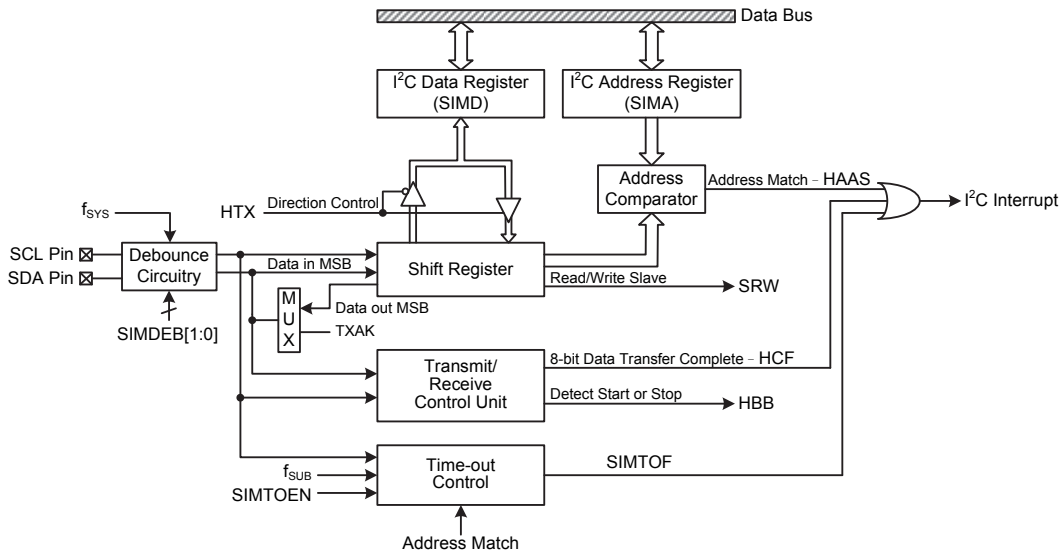 Data Bus
I²C Data Register
(SIMD)
I²C Address Register
(SIMA)
Address
Comparator
Address Match – HAAS
I²C Interrupt
HTX
Direction Control
fSYS
SCL Pin
SDA Pin
Debounce
Circuitry
SIMDEB[1:0]
Data in MSB
Shift Register
Read/Write Slave
SRW
M
U
X
Data out MSB
TXAK
Transmit/
Receive
Control Unit
8-bit Data Transfer Complete – HCF
Detect Start or Stop
HBB
fSUB
SIMTOEN
Time-out
Control
SIMTOF
Address Match